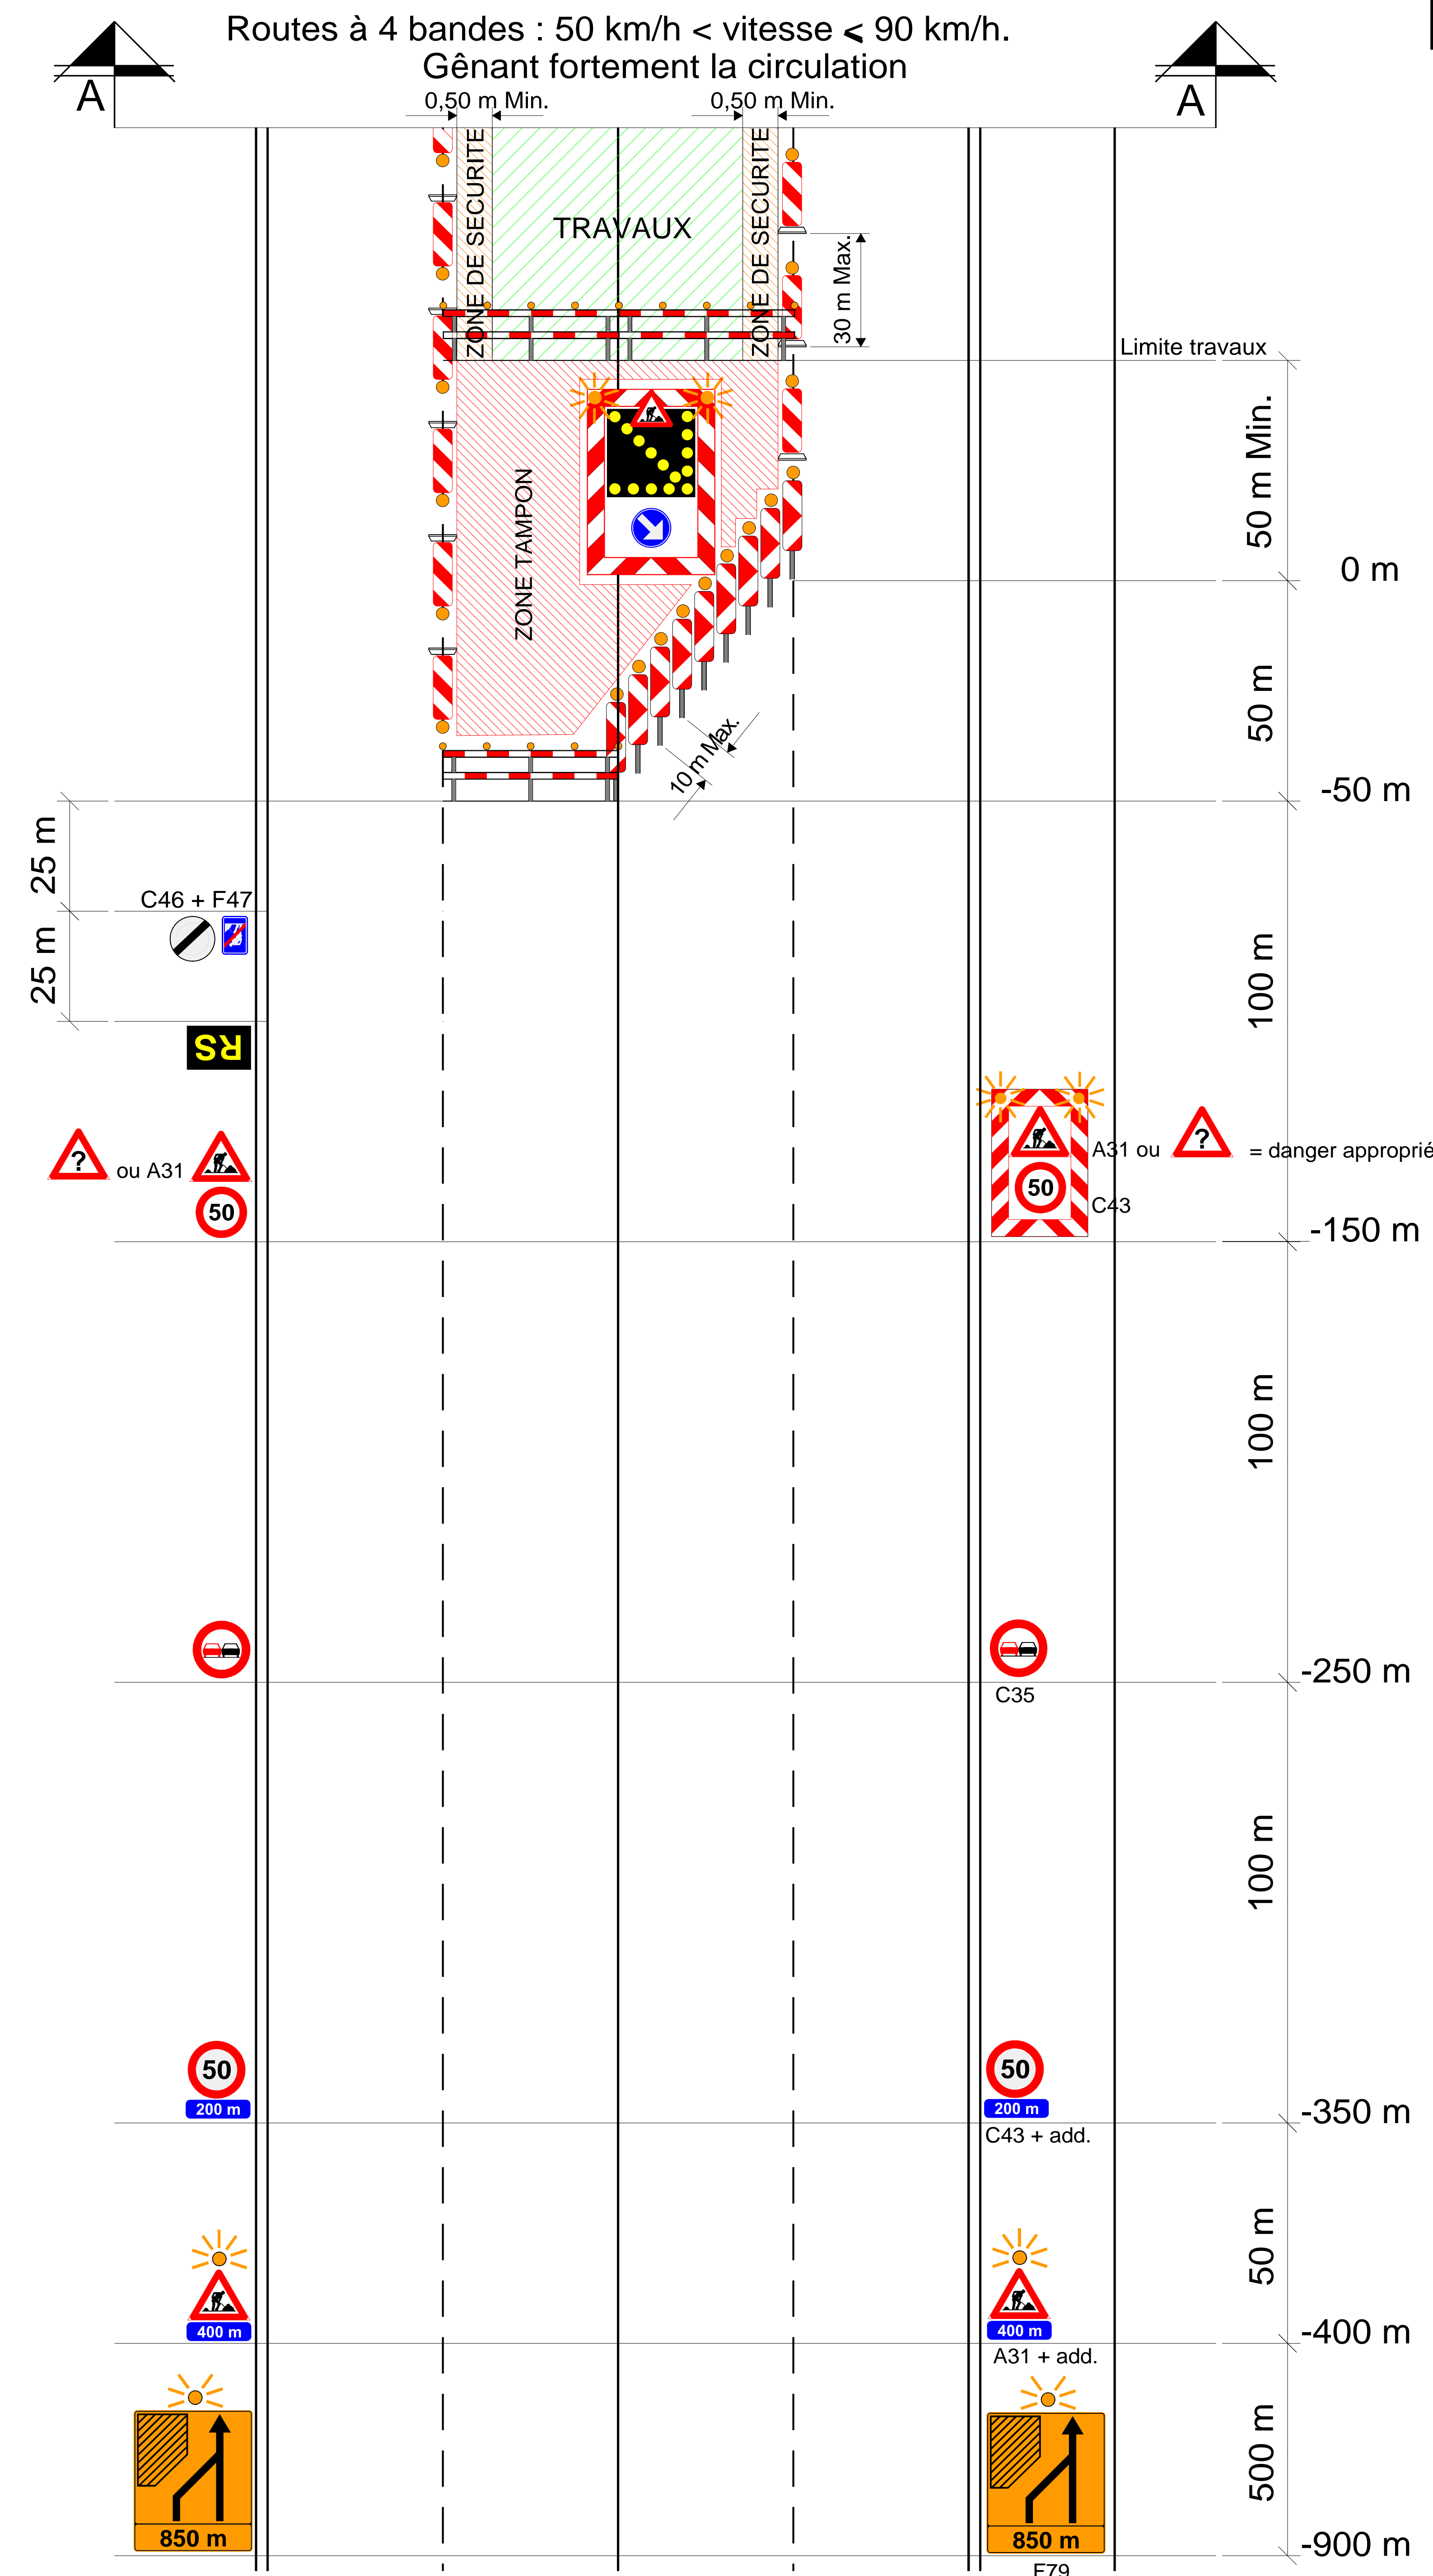 Routes à 4 bandes : 50 km/h < vitesse ⩽ 90 km/h.
Gênant fortement la circulation
A
A
0,50 m Min.
0,50 m Min.
ZONE DE SECURITE
TRAVAUX
ZONE DE SECURITE
30 m Max.
Limite travaux
50 m Min.
ZONE TAMPON
0 m
50 m
10 m Max.
-50 m
25 m
C46 + F47
25 m
100 m
RS
? ou A31
50
A31 ou ? = danger approprié
50 C43
-150 m
100 m
C35
-250 m
100 m
50
200 m
50
200 m
-350 m
C43 + add.
50 m
400 m
400 m
-400 m
A31 + add.
500 m
850 m
850 m
-900 m
F79